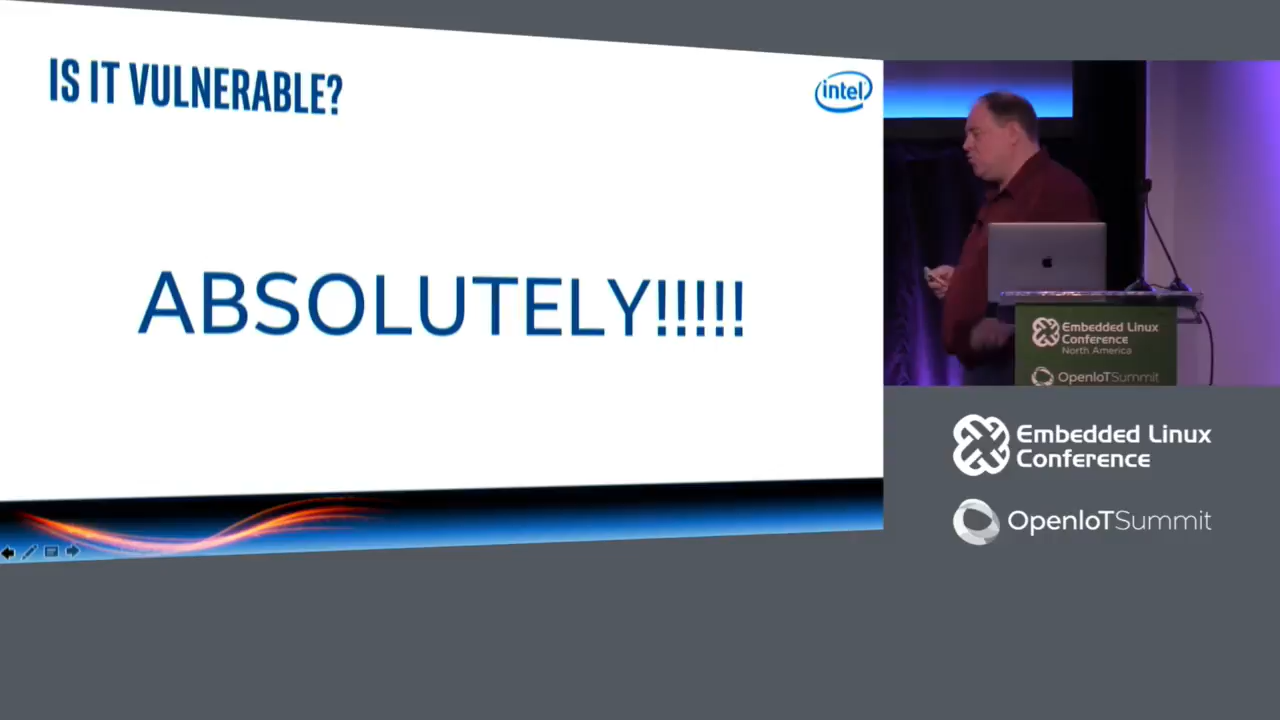 IS IT VULNERABLE?
intel
ABSOLUTELY!!!!!
Embedded Linux
Conference
North America
OpenIoTSummit
Embedded Linux
Conference
OpenIoTSummit